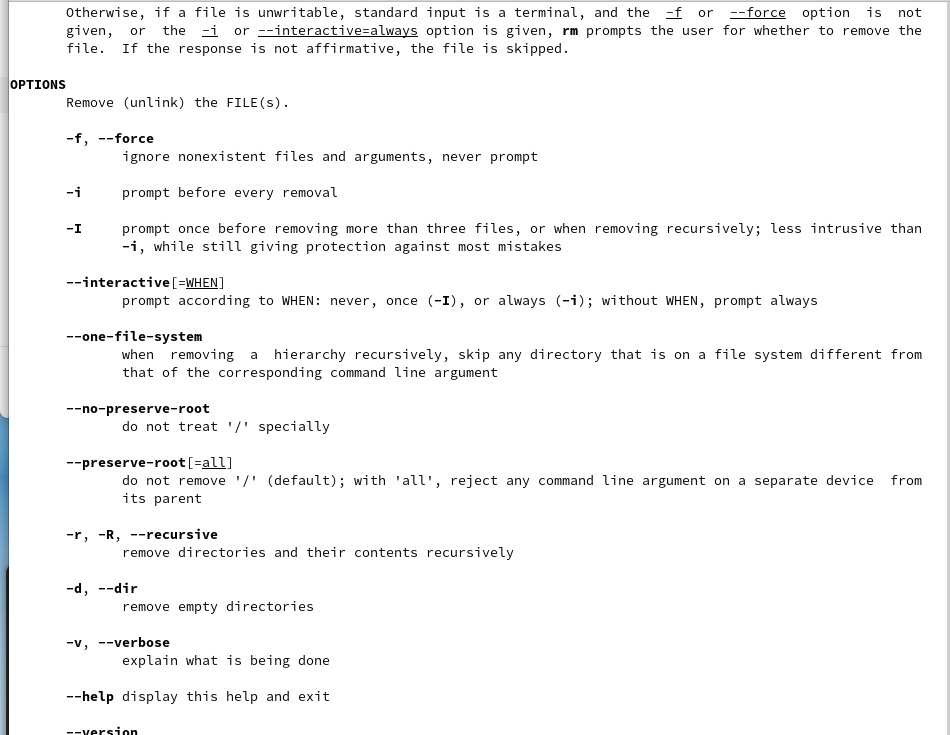 Otherwise, if a file is unwritable, standard input is a terminal, and the -f or --force option is not
given, or the -i or --interactive=always option is given, rm prompts the user for whether to remove the
file. If the response is not affirmative, the file is skipped.
OPTIONS
Remove (unlink) the FILE(s).
-f, --force
ignore nonexistent files and arguments, never prompt
-i prompt before every removal
-I prompt once before removing more than three files, or when removing recursively; less intrusive than
-i, while still giving protection against most mistakes
--interactive[=WHEN]
prompt according to WHEN: never, once (-I), or always (-i); without WHEN, prompt always
--one-file-system
when removing a hierarchy recursively, skip any directory that is on a file system different from
that of the corresponding command line argument
--no-preserve-root
do not treat '/' specially
--preserve-root[=all]
do not remove '/' (default); with 'all', reject any command line argument on a separate device from
its parent
-r, -R, --recursive
remove directories and their contents recursively
-d, --dir
remove empty directories
-v, --verbose
explain what is being done
--help display this help and exit
--version